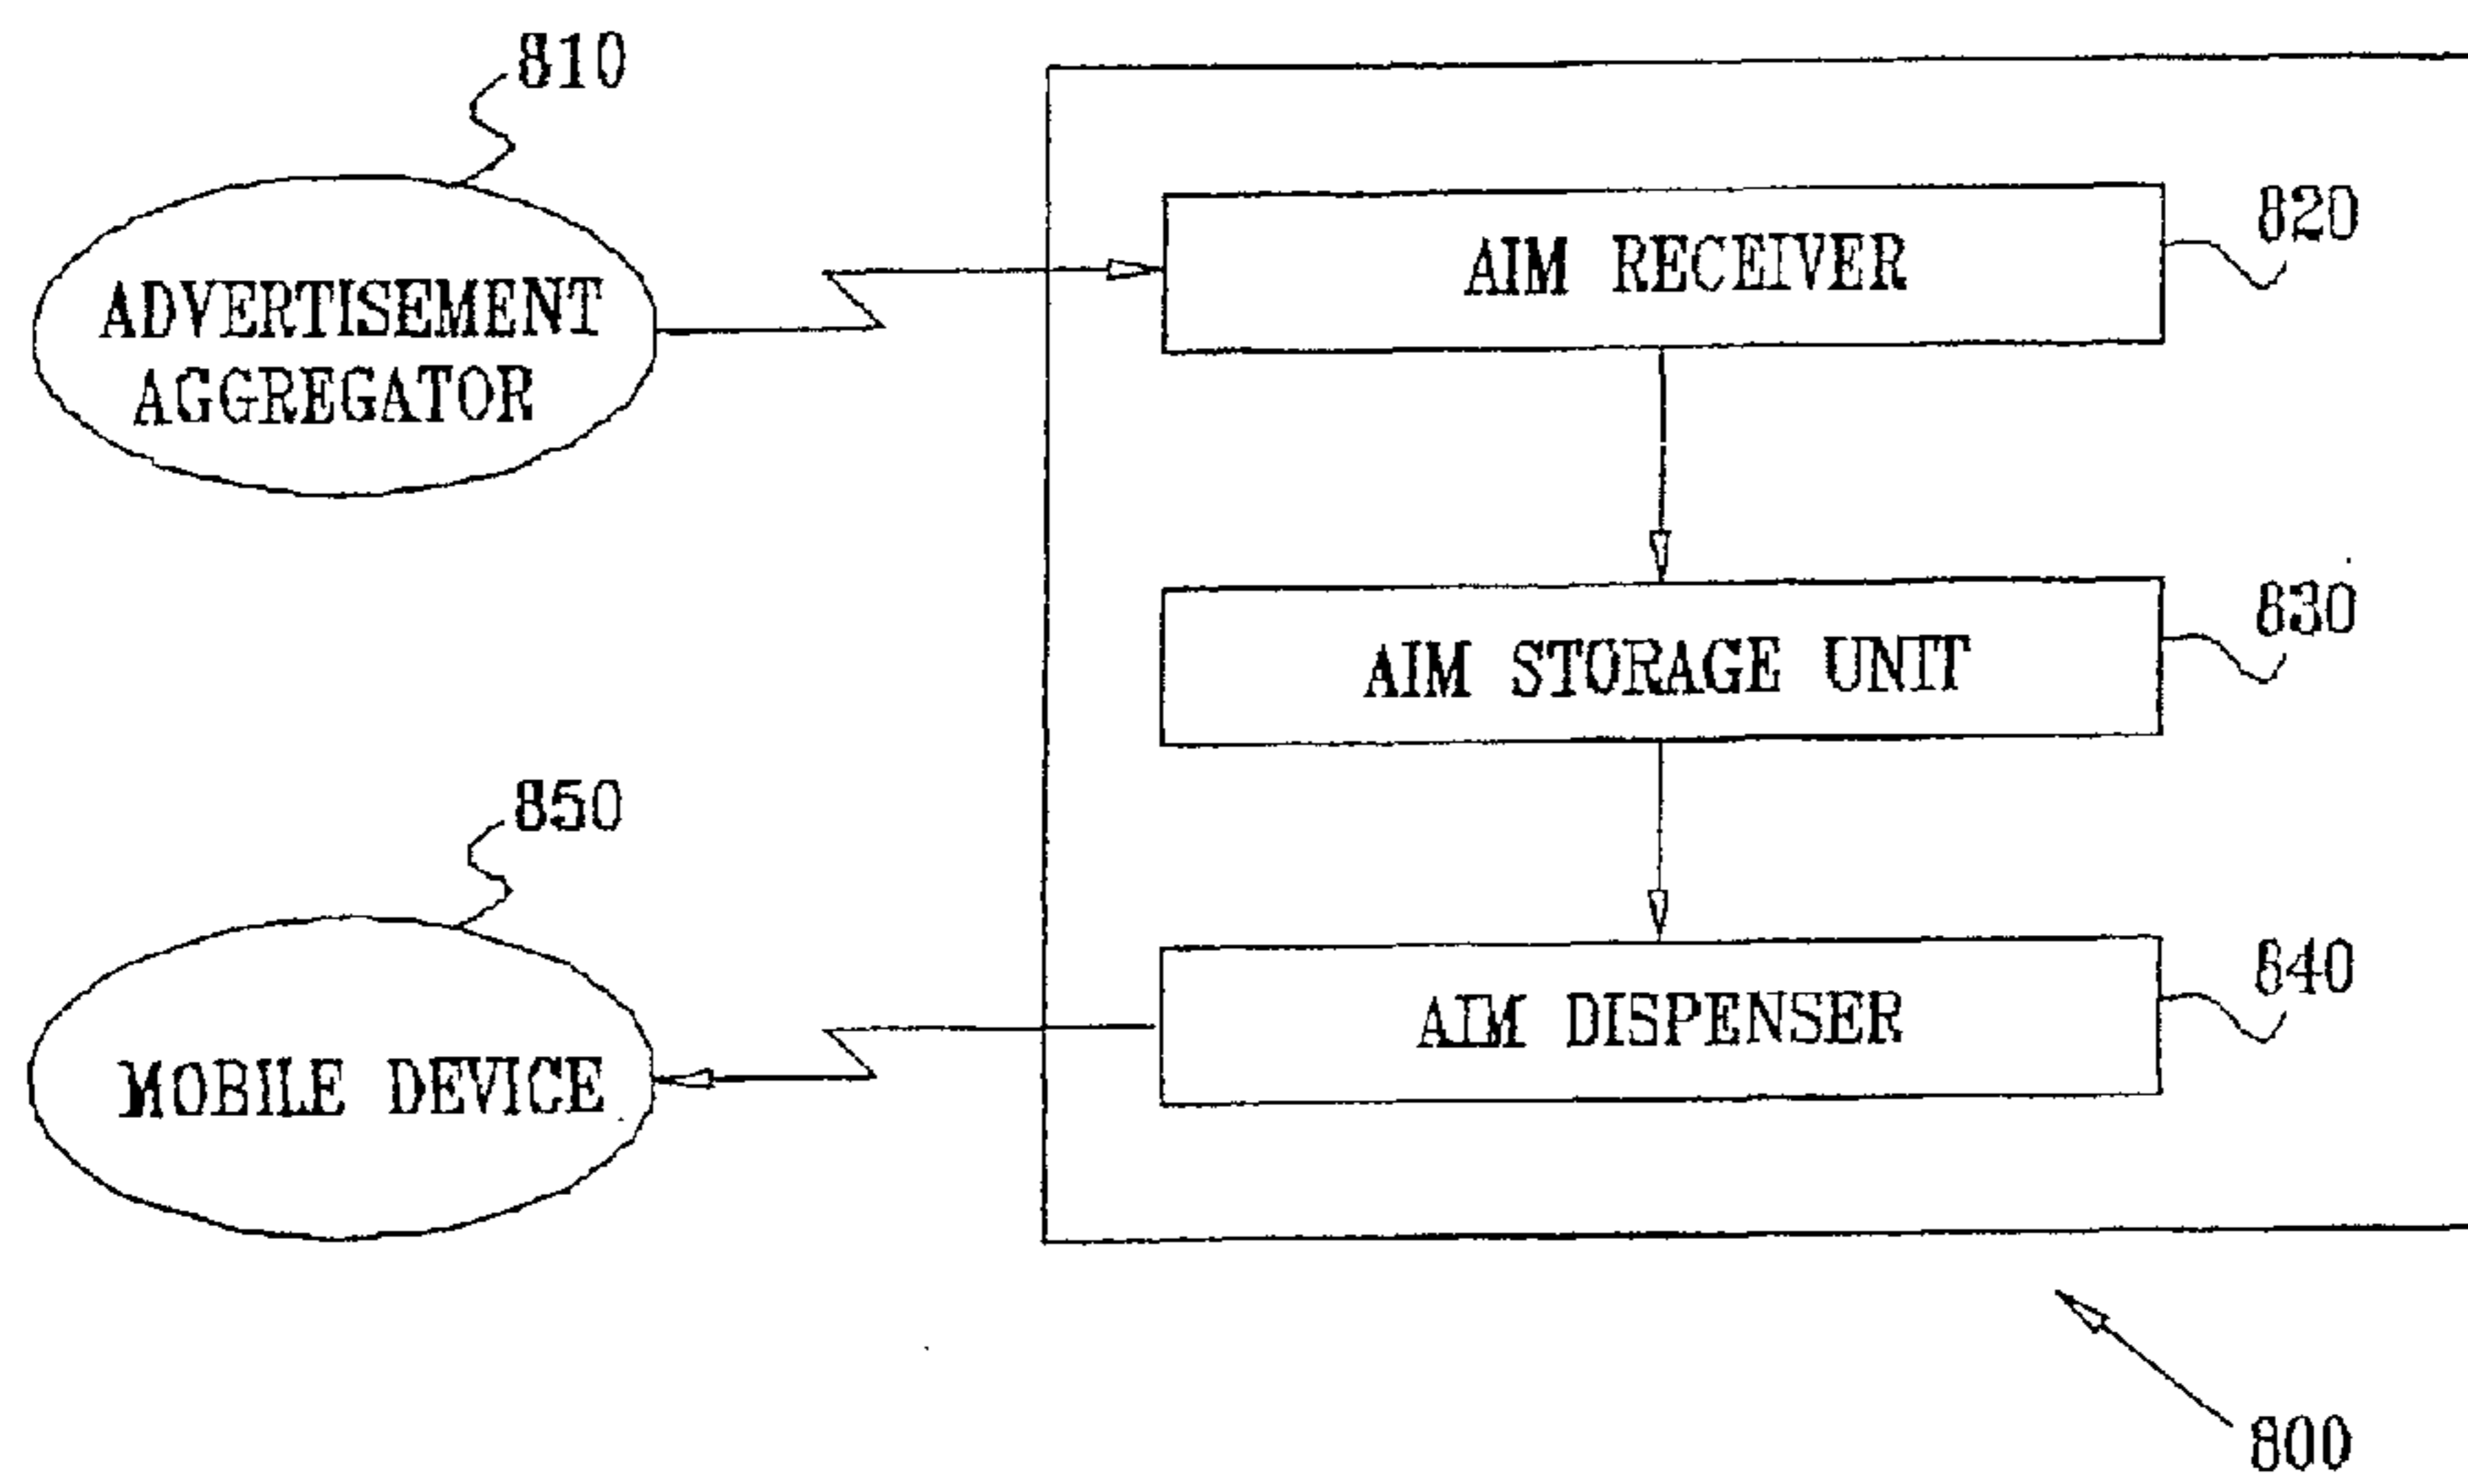 810
ADVERTISEMENT
AGGREGATOR
AIM RECEIVER
820
AIM STORAGE UNIT
830
850
MOBILE DEVICE
AIM DISPENSER
840
800